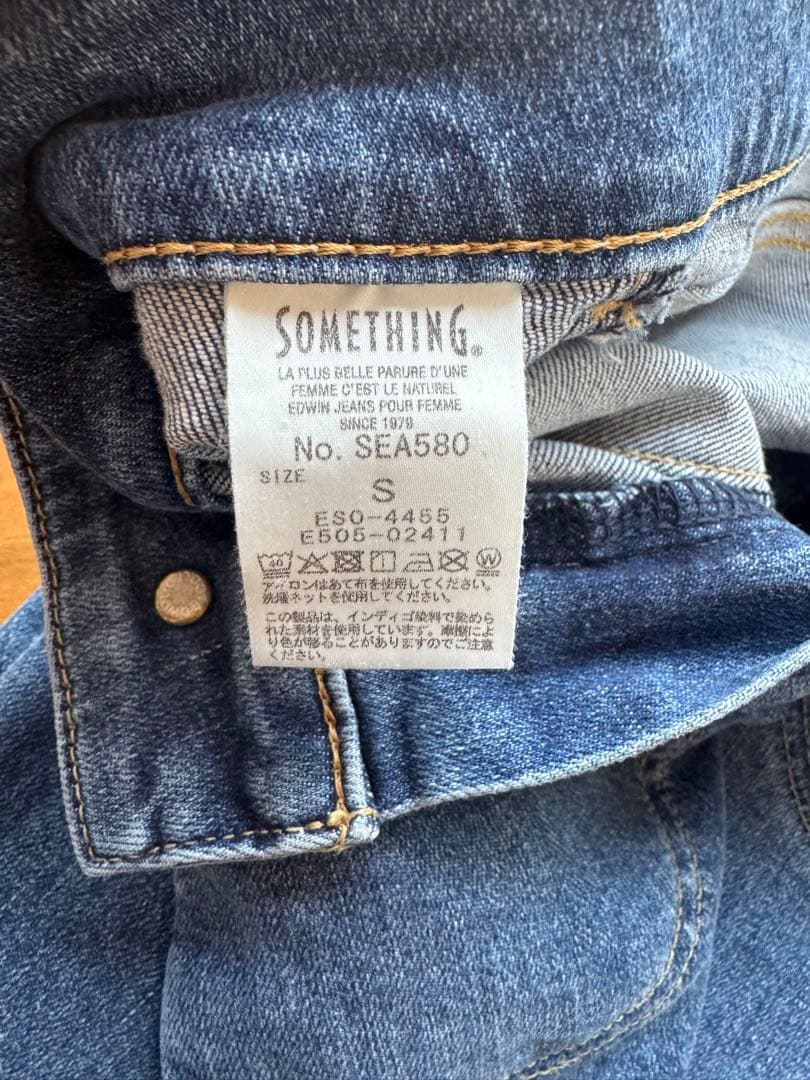 SOMETHING®
LA PLUS BELLE PARURE D'UNE
FEMME C'EST LE NATUREL
EDWIN JEANS POUR FEMME
SINCE 1979
No. SEA580
SIZE
S
ESO-4455
E505-02411
40 W
アイロンはあて布を使用してください。
洗濯ネットを使用してください。
この製品は、インディゴ染料で染めら
れた素材を使用しています。摩擦によ
り色が移ることがありますのでご注意
ください。